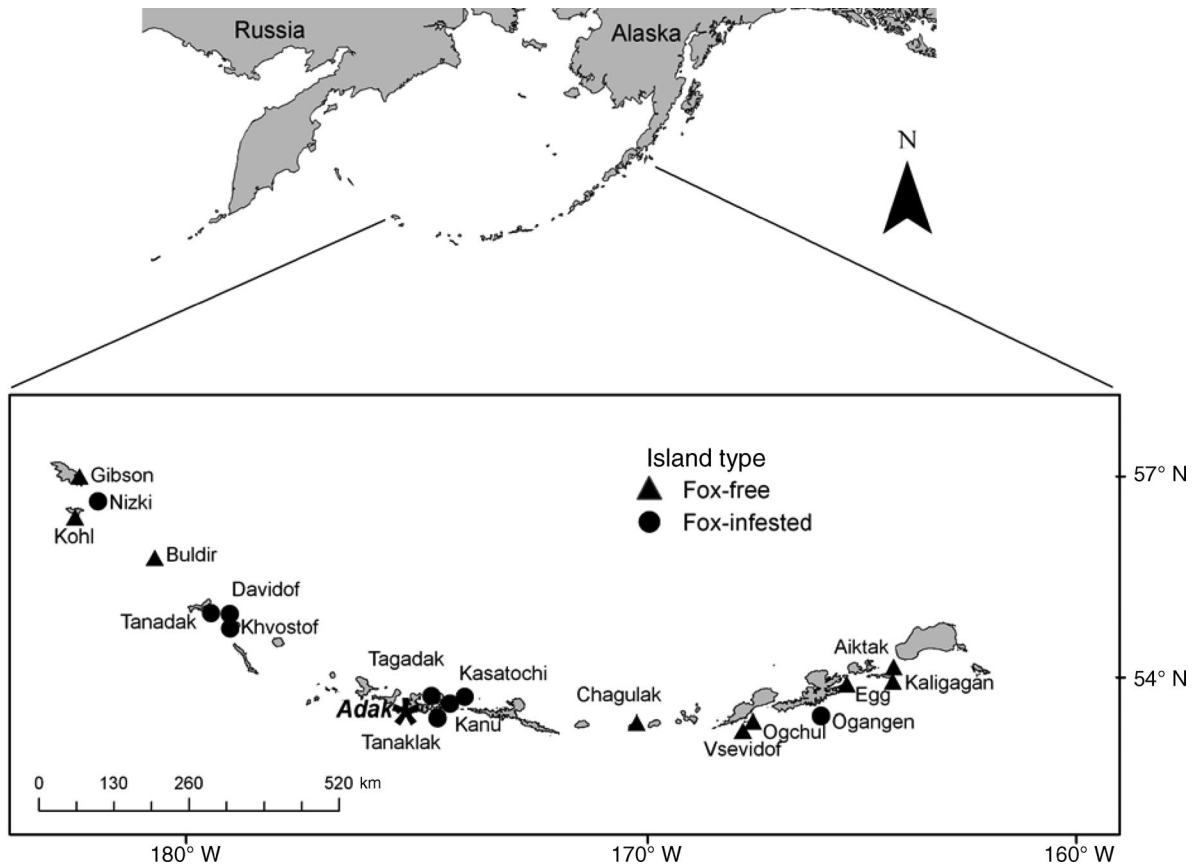 Russia
Alaska
N
Island type
Fox-free
Fox-infested
57° N
Gibson
Nizki
Kohl
Buldir
Davidof
Tanadak
Khvostof
Aiktak
Tagadak
Kasatochi
54° N
Kaligagan
Chagulak
Egg
Adak
Kanu
Ogchul
Ogangen
Tanaklak
Vsevidof
0 130 260 520 km
180° W 170° W 160° W